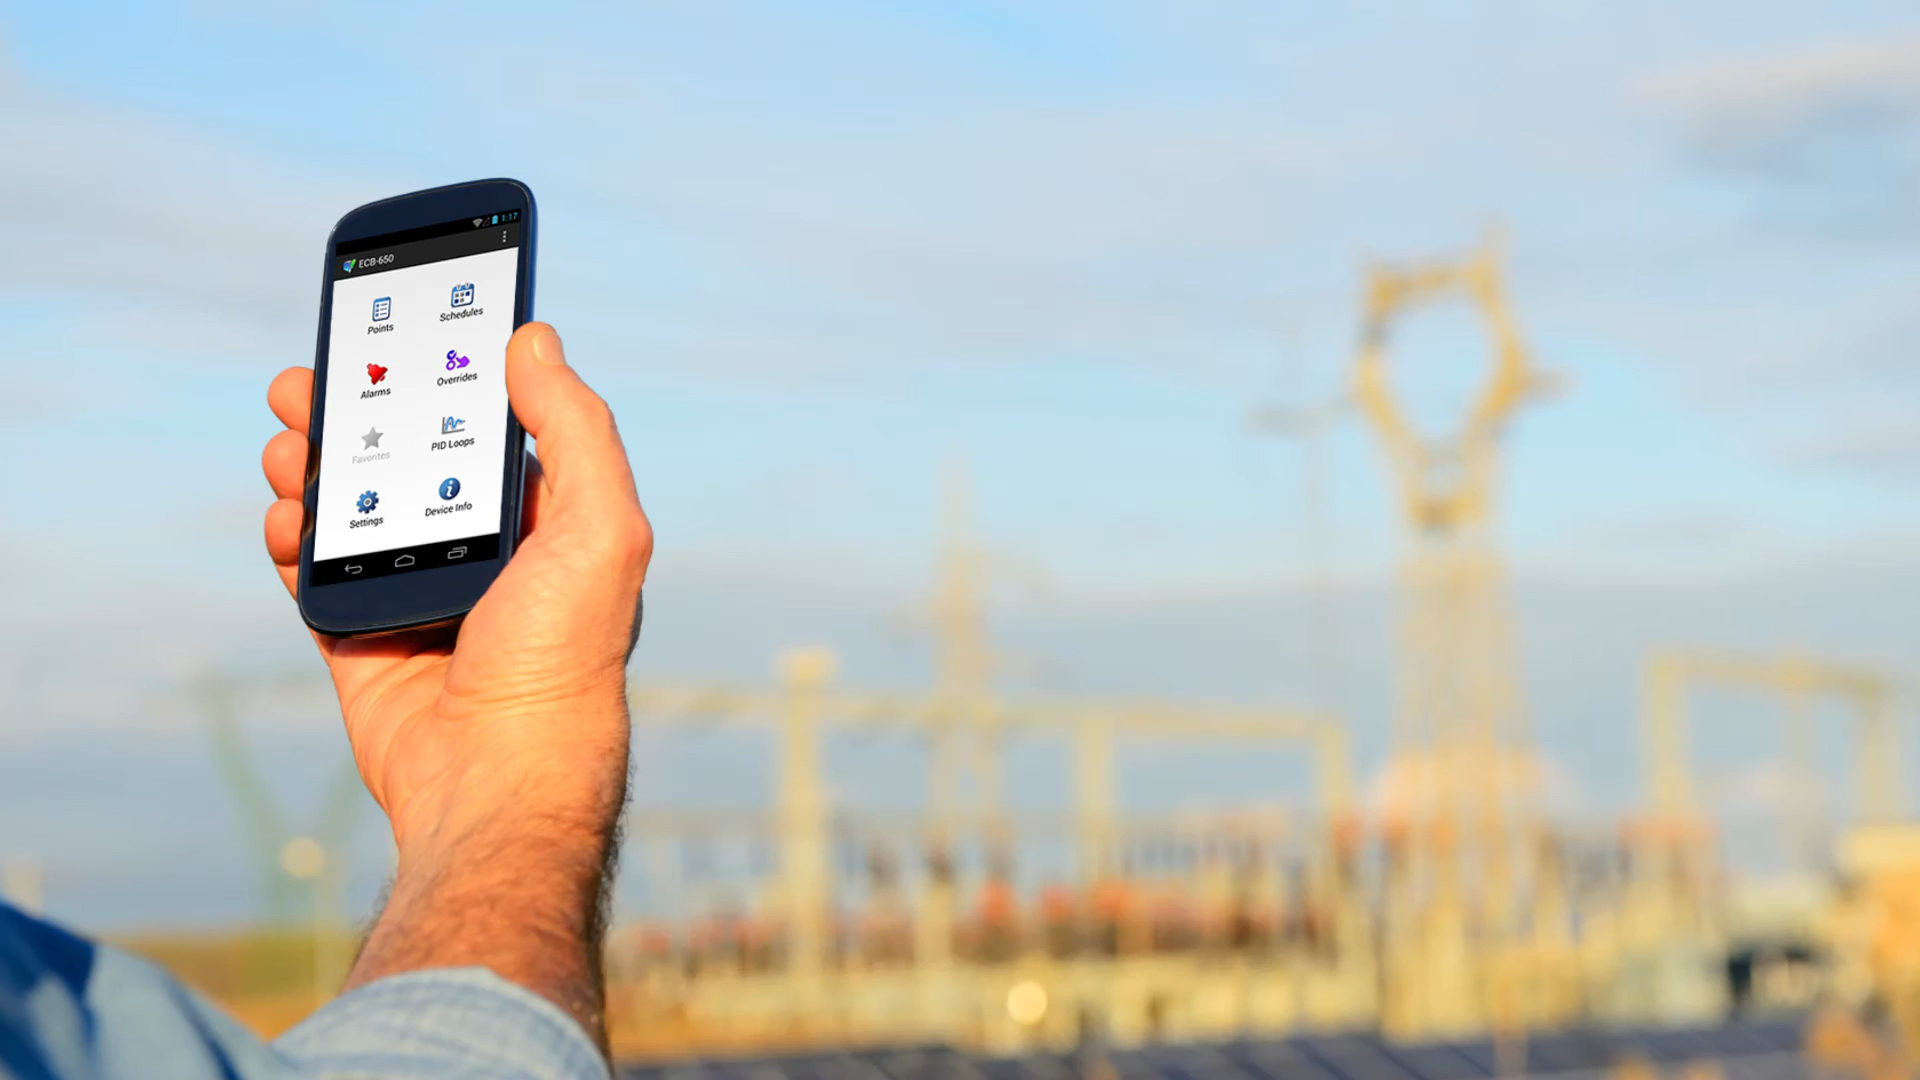 1:17
ECB-650
Points
Schedules
Alarms
Overrides
Favorites
PID Loops
Settings
Device Info